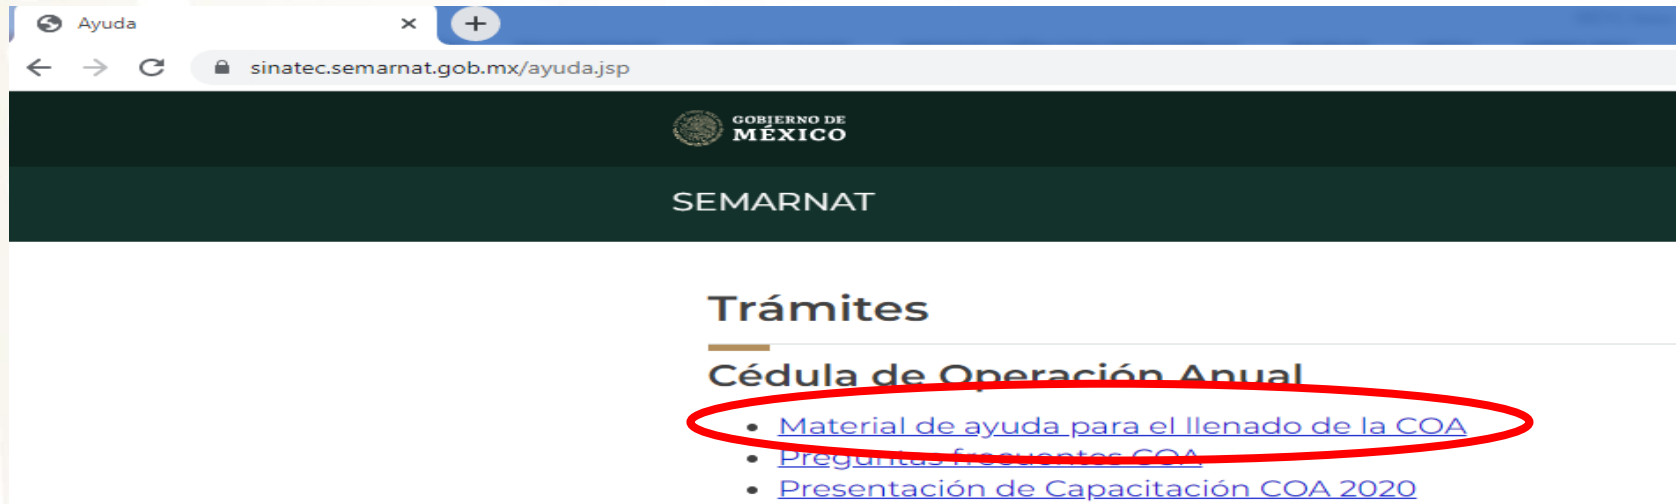 Ayuda
sinatec.semarnat.gob.mx/ayuda.jsp
GOBIERNO DE
MÉXICO
SEMARNAT
Trámites
Cédula de Operación Anual
Material de ayuda para el llenado de la COA
Preguntas frecuentes COA
Presentación de Capacitación COA 2020